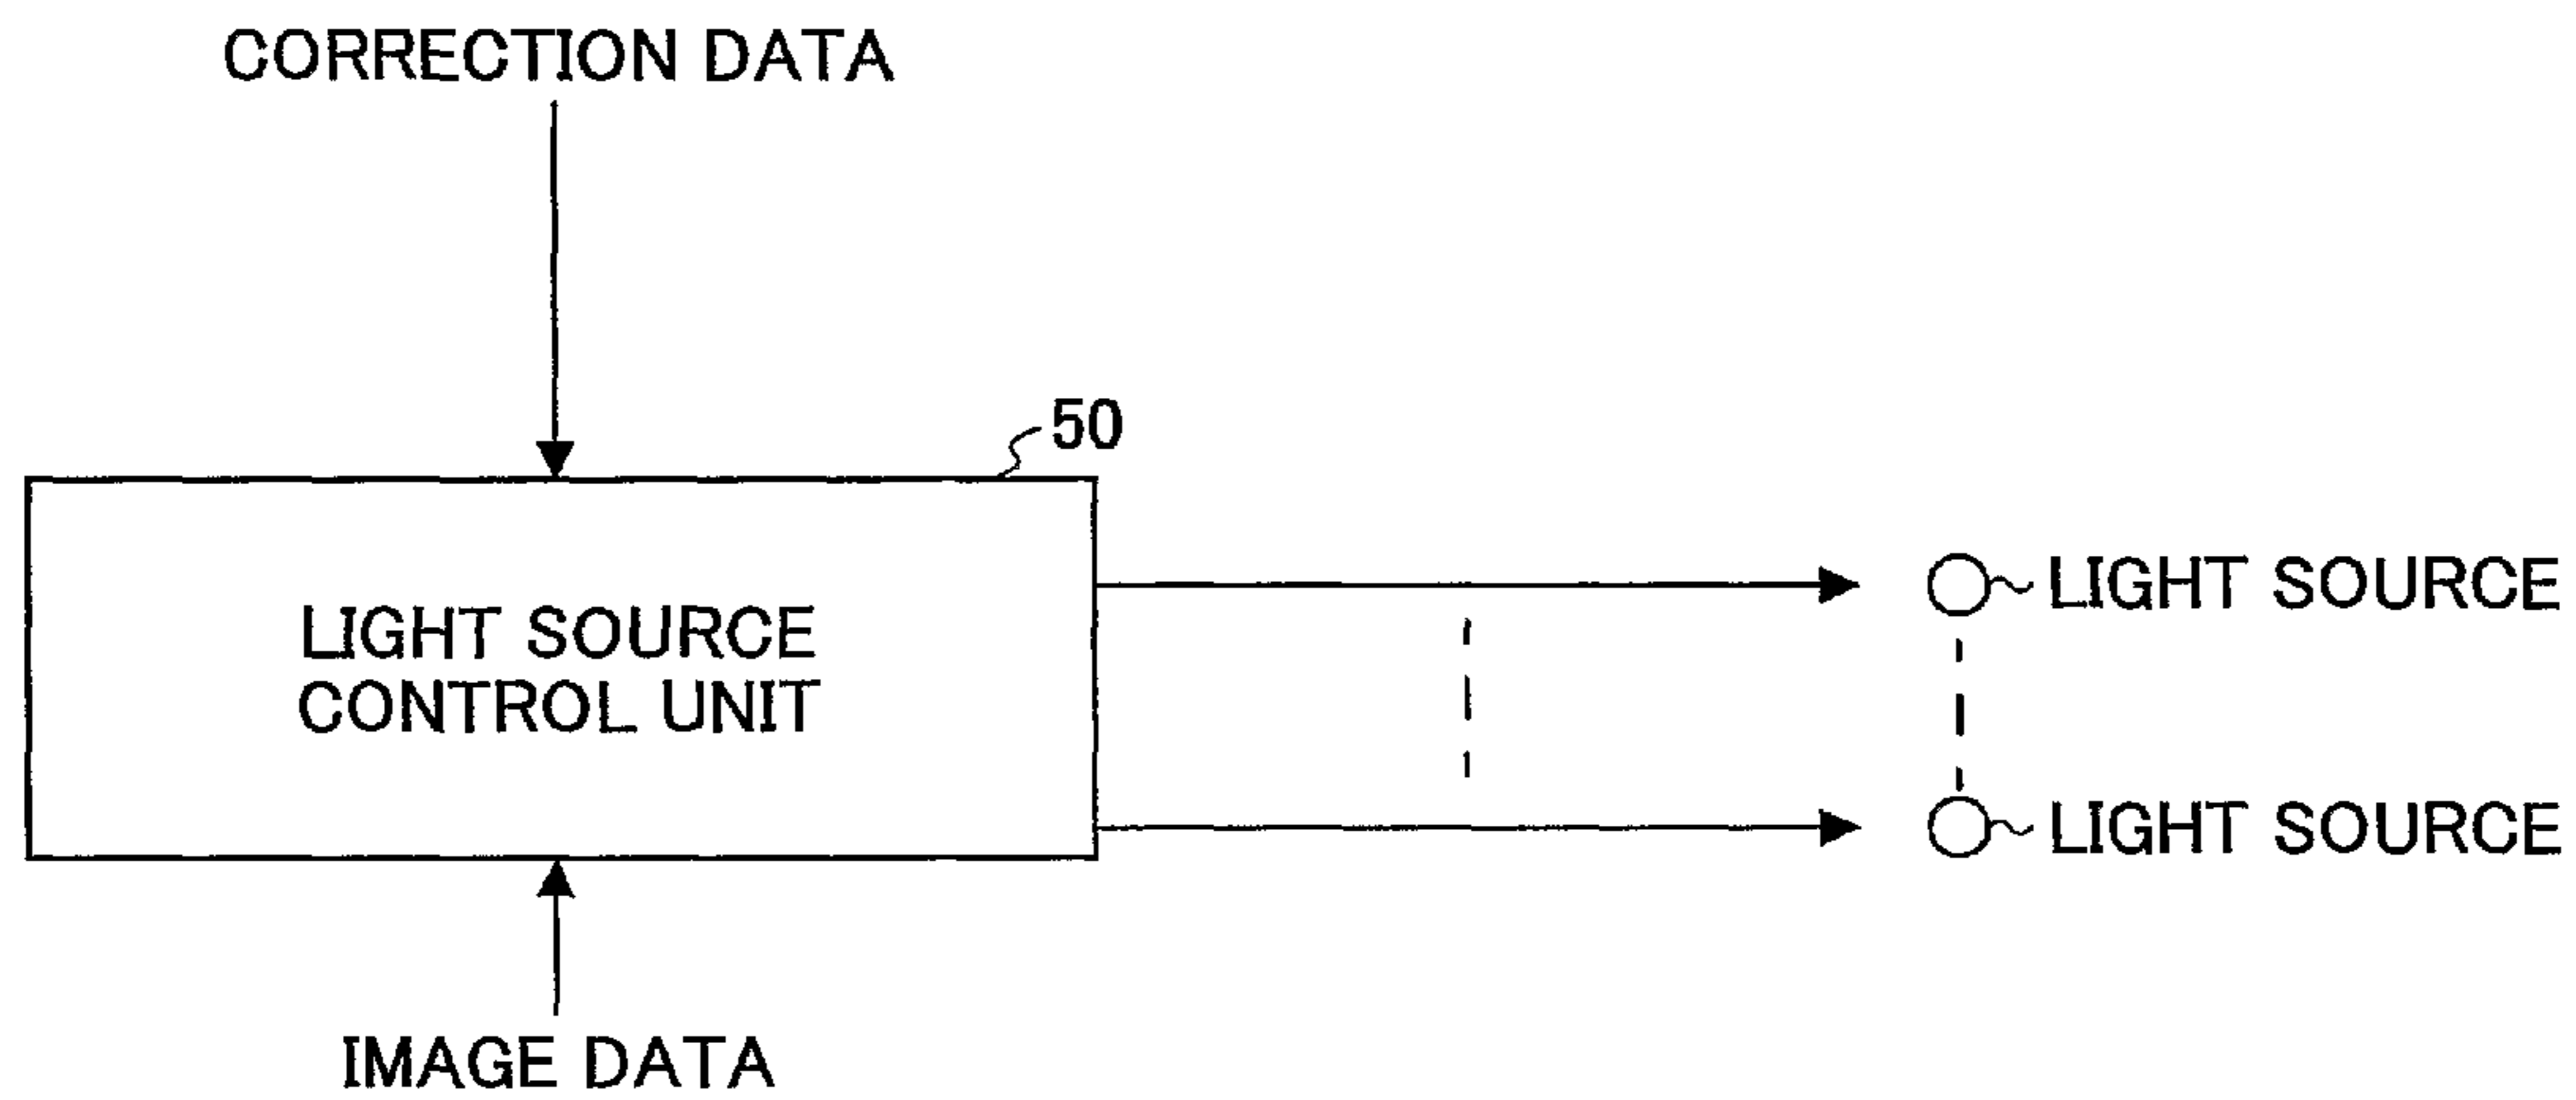 CORRECTION DATA
50
LIGHT SOURCE
CONTROL UNIT
LIGHT SOURCE
LIGHT SOURCE
IMAGE DATA